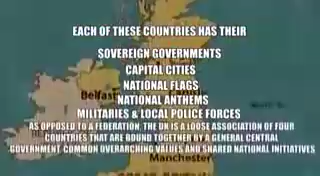 EACH OF THESE COUNTRIES HAS THEIR
SOVEREIGN GOVERNMENTS
CAPITAL CITIES
NATIONAL FLAGS
Belfast
NATIONAL ANTHEMS
MILITARIES & LOCAL POLICE FORCES
AS OPPOSED TO A FEDERATION, THE UK IS A LOOSE ASSOCIATION OF FOUR
COUNTRIES THAT ARE BOUND TOGETHER BY A GENERAL CENTRAL
GOVERNMENT, COMMON OVERARCHING VALUES AND SHARED NATIONAL INITIATIVES
Manchester